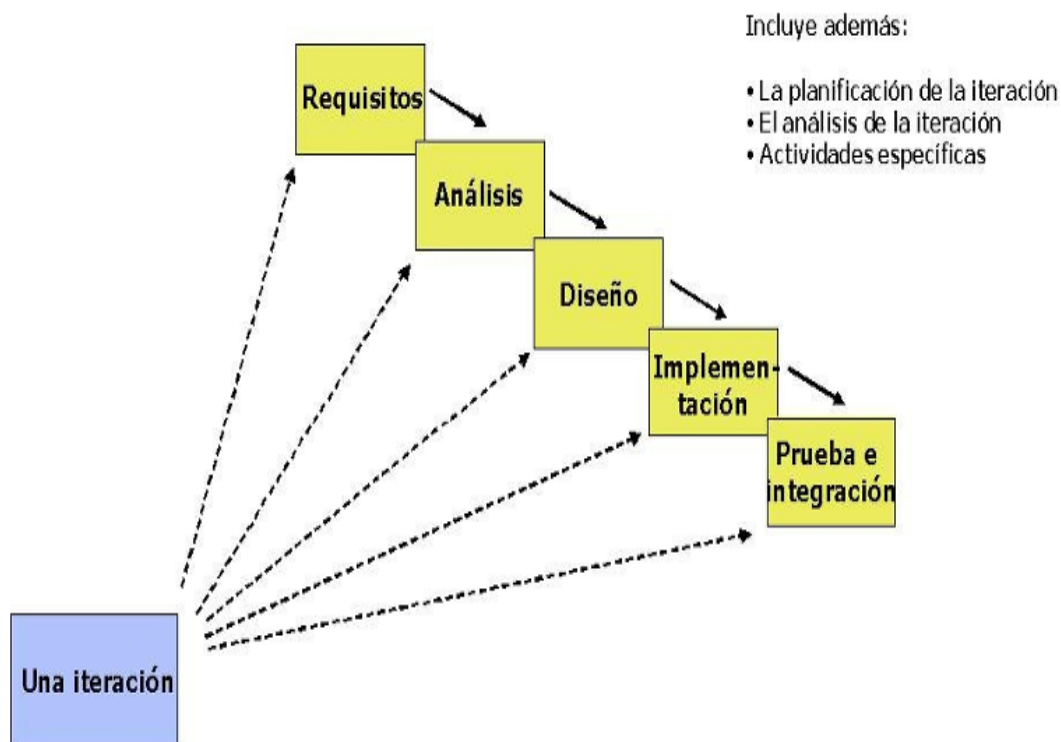 Incluye además:
• La planificación de la iteración
• El análisis de la iteración
• Actividades específicas
Requisitos
Análisis
Diseño
Implemen-
tación
Prueba e
integración
Una iteración